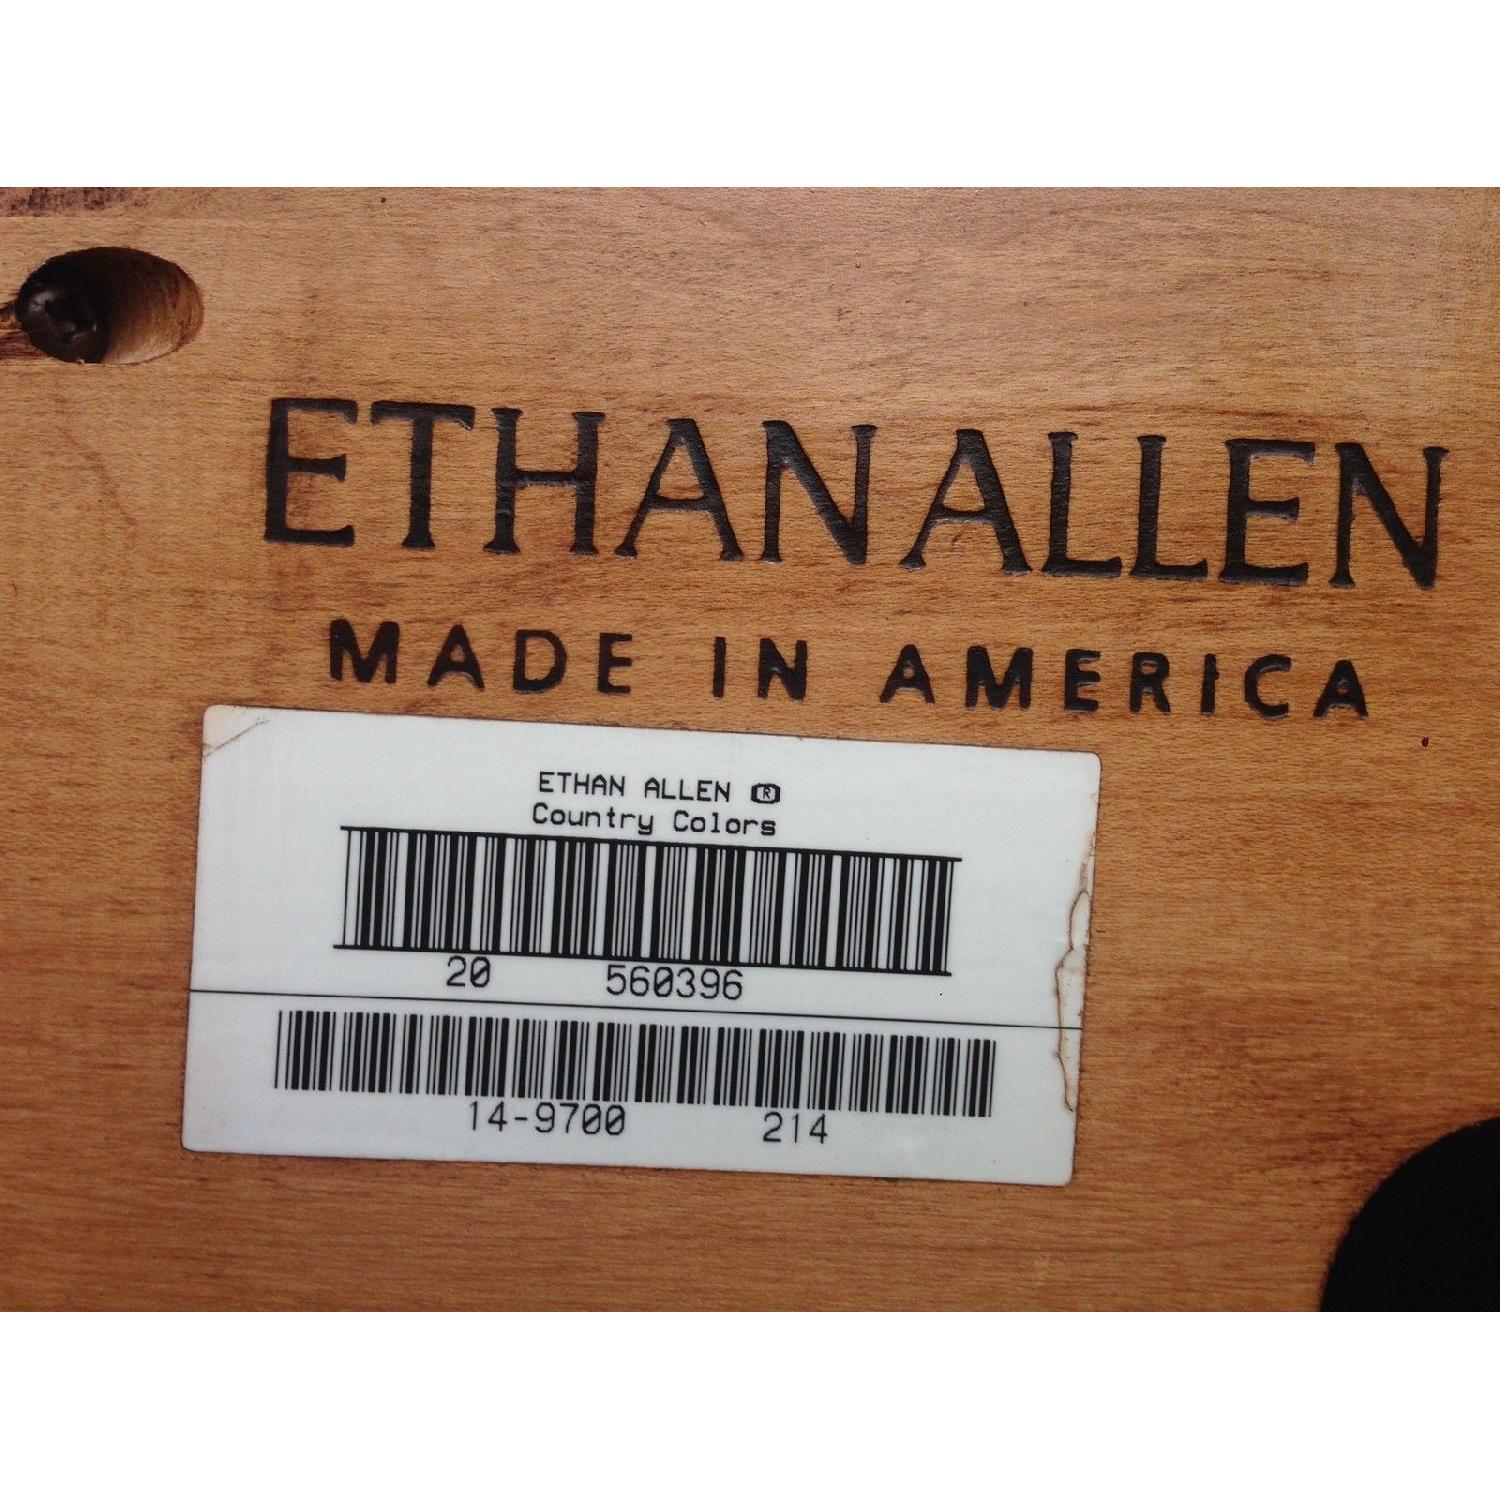 ETHAN ALLEN
MADE IN AMERICA
ETHAN ALLEN ®
Country Colors
20 560396
14-9700 214